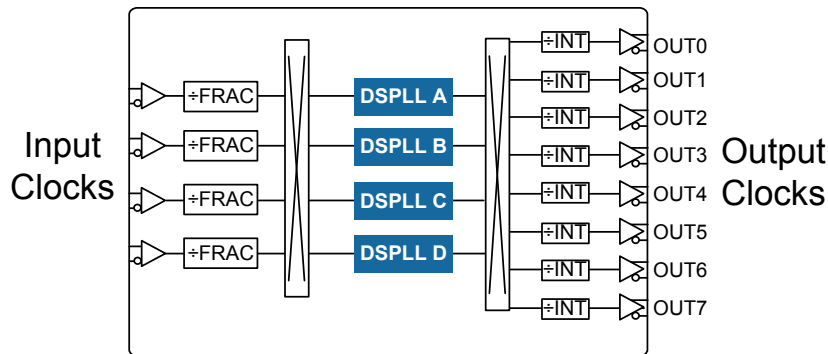 Input
Clocks
÷FRAC
÷FRAC
÷FRAC
÷FRAC
DSPLL A
DSPLL B
DSPLL C
DSPLL D
÷INT
OUT0
÷INT
OUT1
÷INT
OUT2
÷INT
OUT3
÷INT
OUT4
÷INT
OUT5
÷INT
OUT6
÷INT
OUT7
Output
Clocks